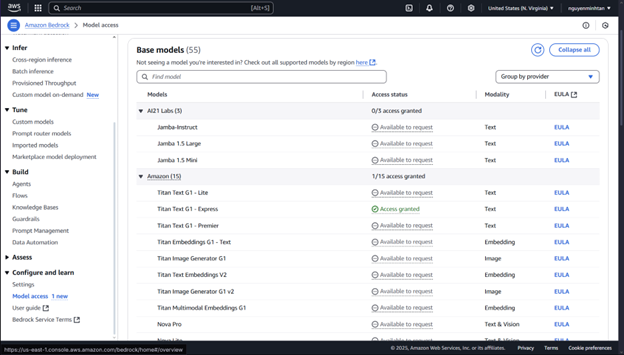 aws
Search
[Alt+S]
United States (N. Virginia)
nguyenminhtan
Amazon Bedrock
Model access
Infer
Cross-region inference
Batch inference
Provisioned Throughput
Custom model on-demand New
Tune
Custom models
Prompt router models
Imported models
Marketplace model deployment
Build
Agents
Flows
Knowledge Bases
Guardrails
Prompt Management
Data Automation
Assess
Configure and learn
Settings
Model access 1 new
User guide
Bedrock Service Terms
Base models (55)
Collapse all
Not seeing a model you're interested in? Check out all supported models by region here.
Find model
Group by provider
Models Access status Modality EULA
AI21 Labs (3) 0/3 access granted
Jamba-Instruct Available to request Text EULA
Jamba 1.5 Large Available to request Text EULA
Jamba 1.5 Mini Available to request Text EULA
Amazon (15) 1/15 access granted
Titan Text G1 - Lite Available to request Text EULA
Titan Text G1 - Express Access granted Text EULA
Titan Text G1 - Premier Available to request Text EULA
Titan Embeddings G1 - Text Available to request Embedding EULA
Titan Image Generator G1 Available to request Image EULA
Titan Text Embeddings V2 Available to request Embedding EULA
Titan Image Generator G1 v2 Available to request Image EULA
Titan Multimodal Embeddings G1 Available to request Embedding EULA
Nova Pro Available to request Text & Vision EULA
https://us-east-1.console.aws.amazon.com/bedrock/home#/overview
© 2025, Amazon Web Services, Inc. or its affiliates. Privacy Terms Cookie preferences